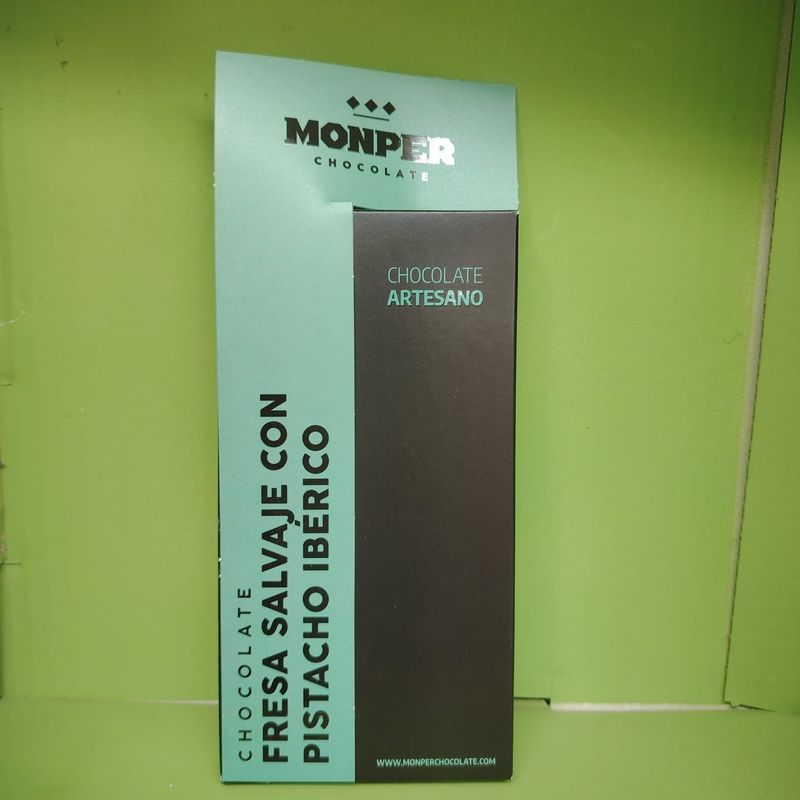 MONPER
CHOCOLATE
CHOCOLATE
ARTESANO
CHOCOLATE
FRESA SALVAJE CON
PISTACHO IBÉRICO
WWW.MONPERCHOCOLATE.COM